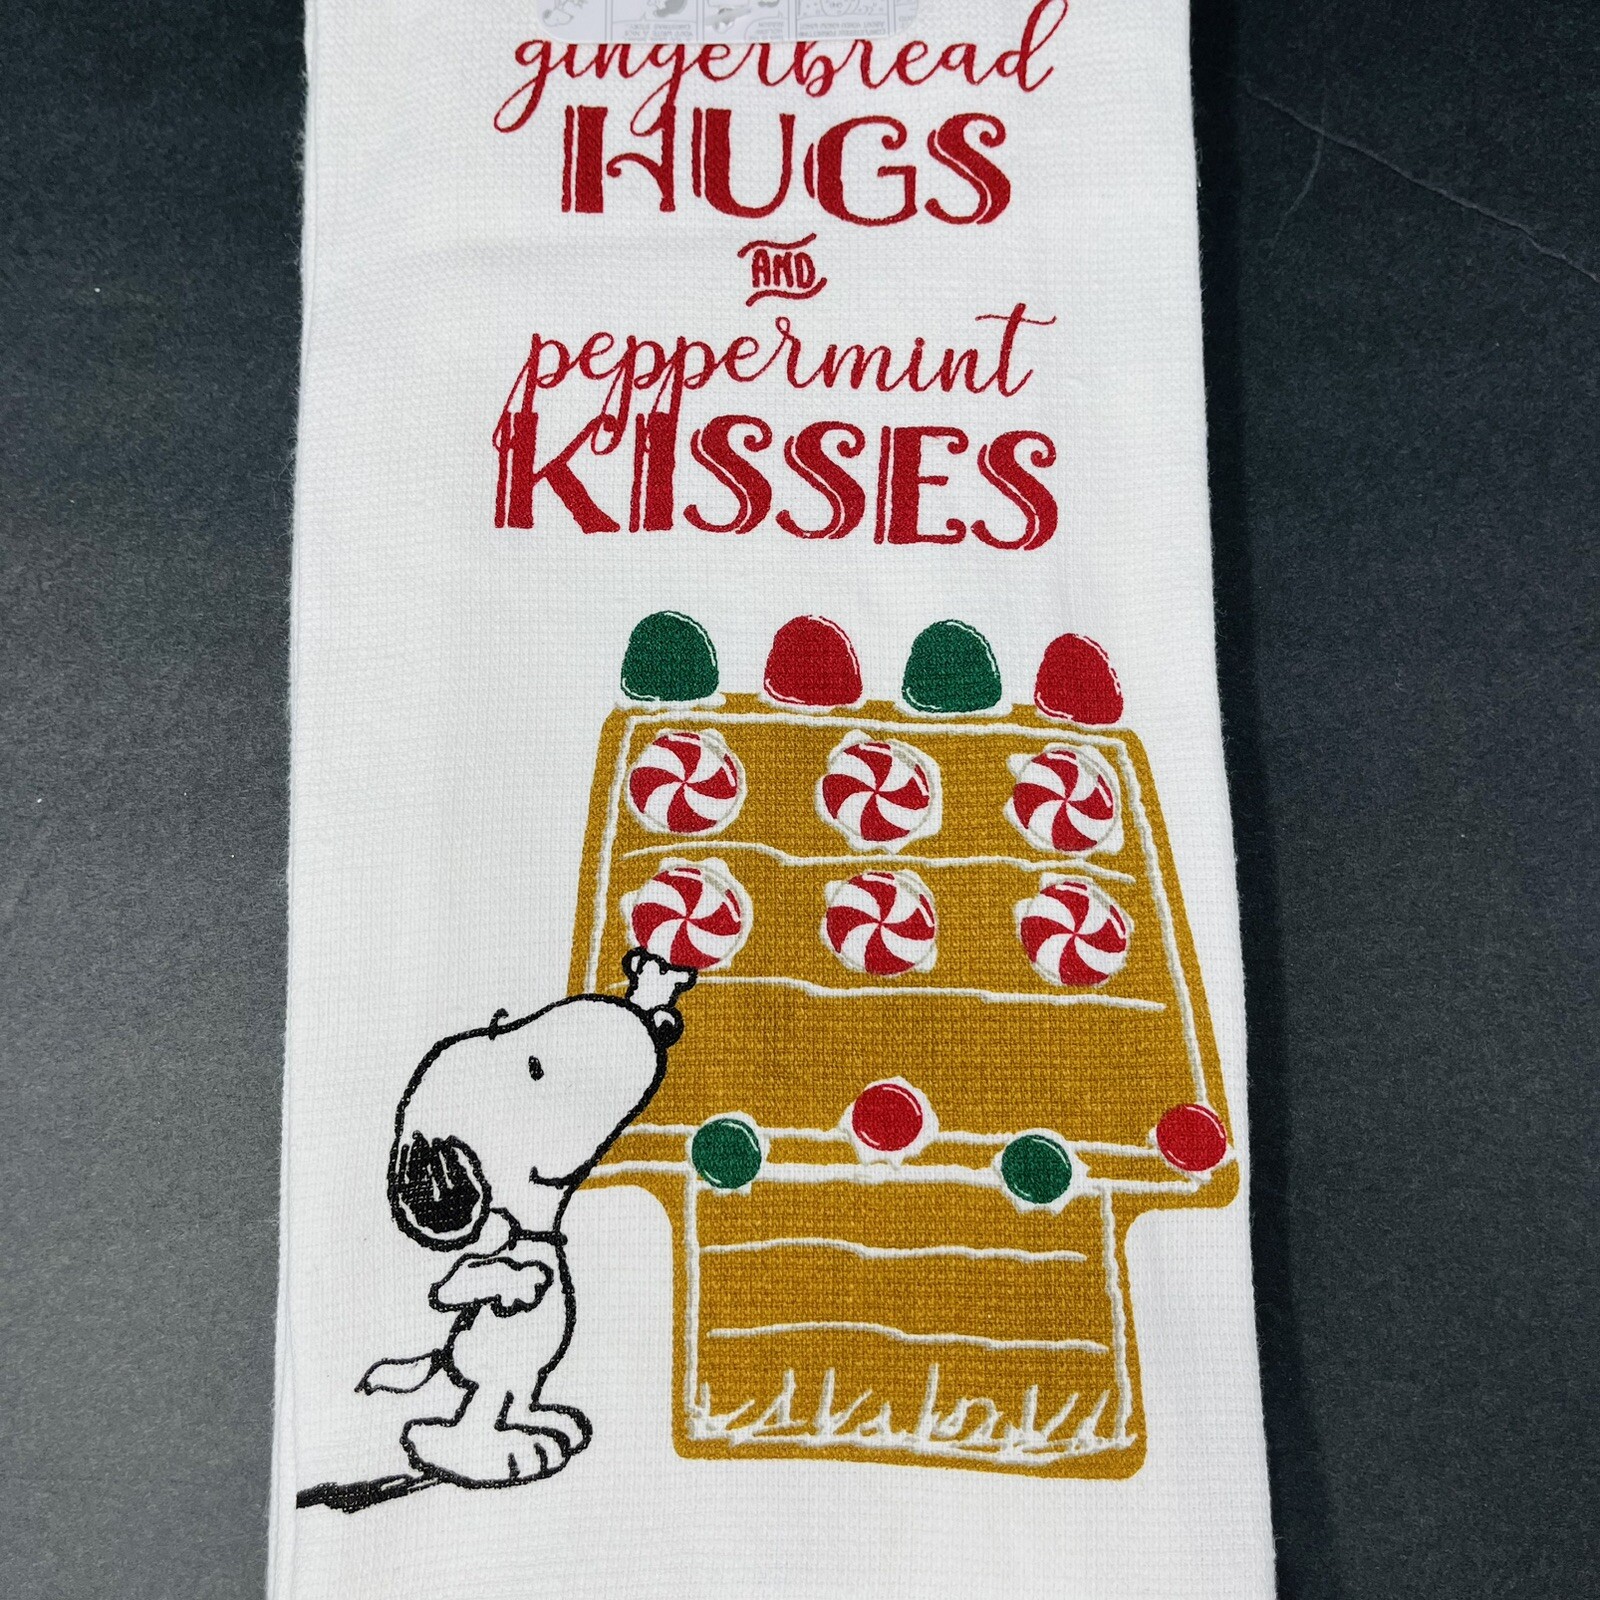 gingerbread
HUGS
AND
peppermint
KISSES